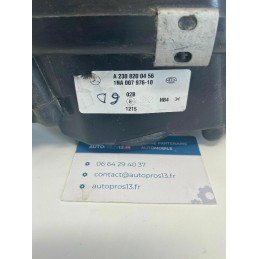 A 230 820 04 56
1NA 007 976-10
028
1215
AUTO
06 64 29 40 37
contact@autopros13.fr
autopros13.fr